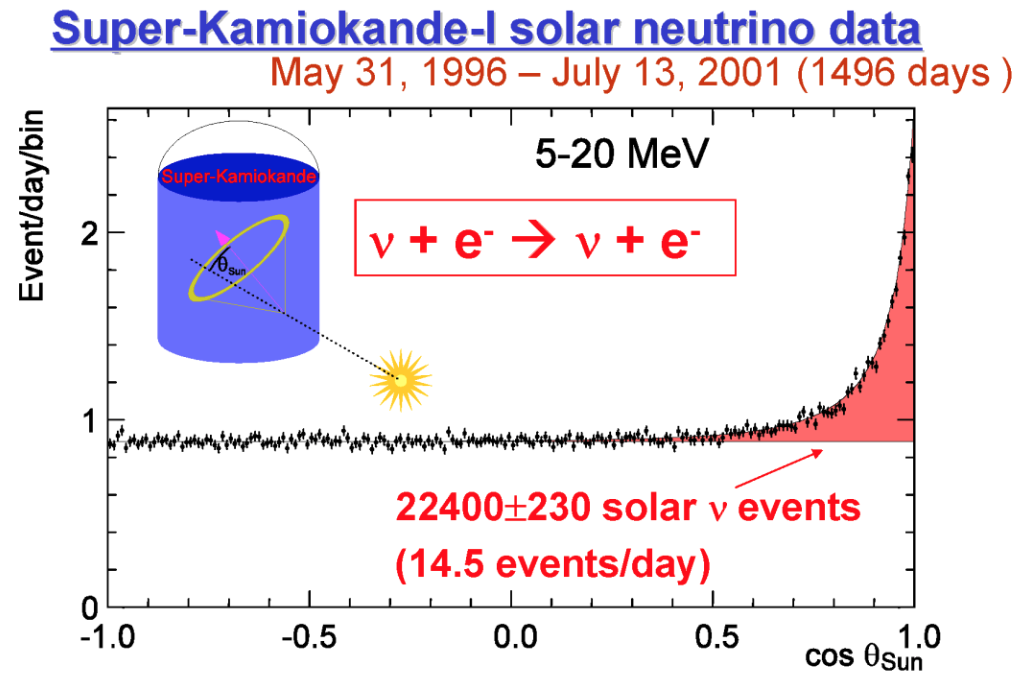 Super-Kamiokande-I solar neutrino data
May 31, 1996 – July 13, 2001 (1496 days )
Event/day/bin
5-20 MeV
Super-Kamiokande
ν + e⁻ → ν + e⁻
θSun
2
1
0
22400±230 solar ν events
(14.5 events/day)
-1.0 -0.5 0.0 0.5 1.0
cos θSun